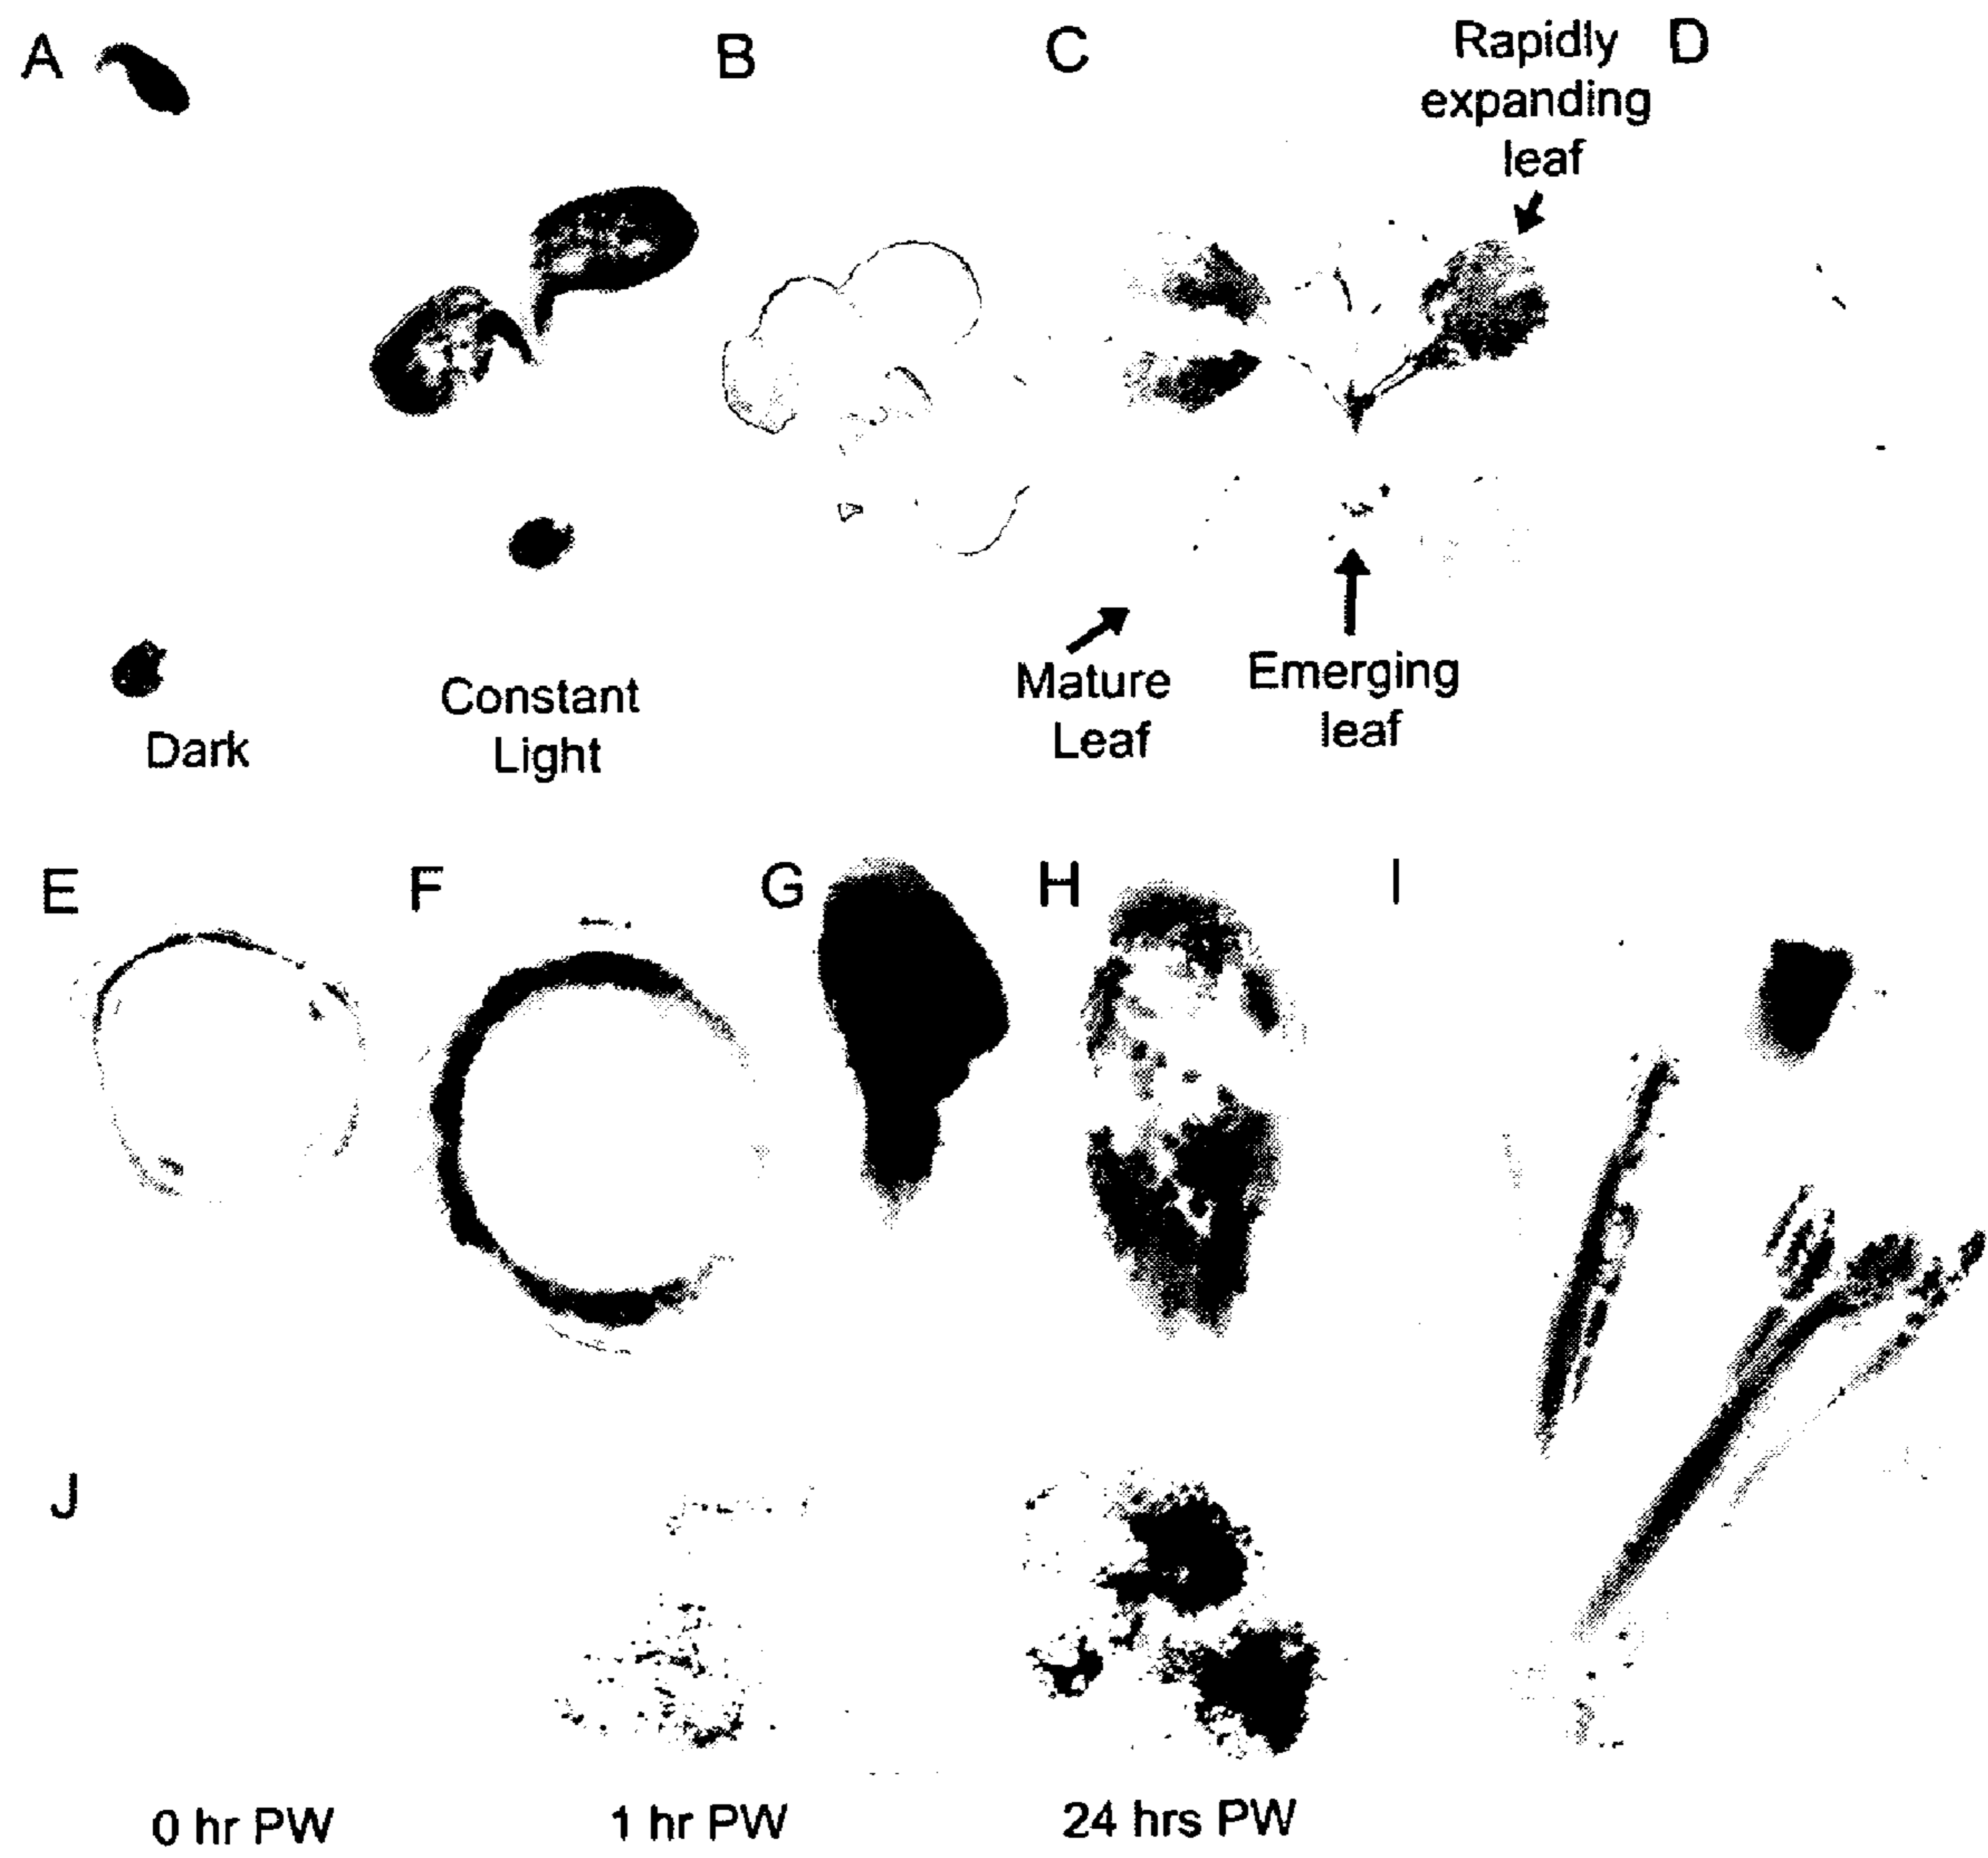 A
B
C
Rapidly
expanding
leaf
D
Dark
Constant
Light
Mature
Leaf
Emerging
leaf
E
F
G
H
I
J
0 hr PW
1 hr PW
24 hrs PW